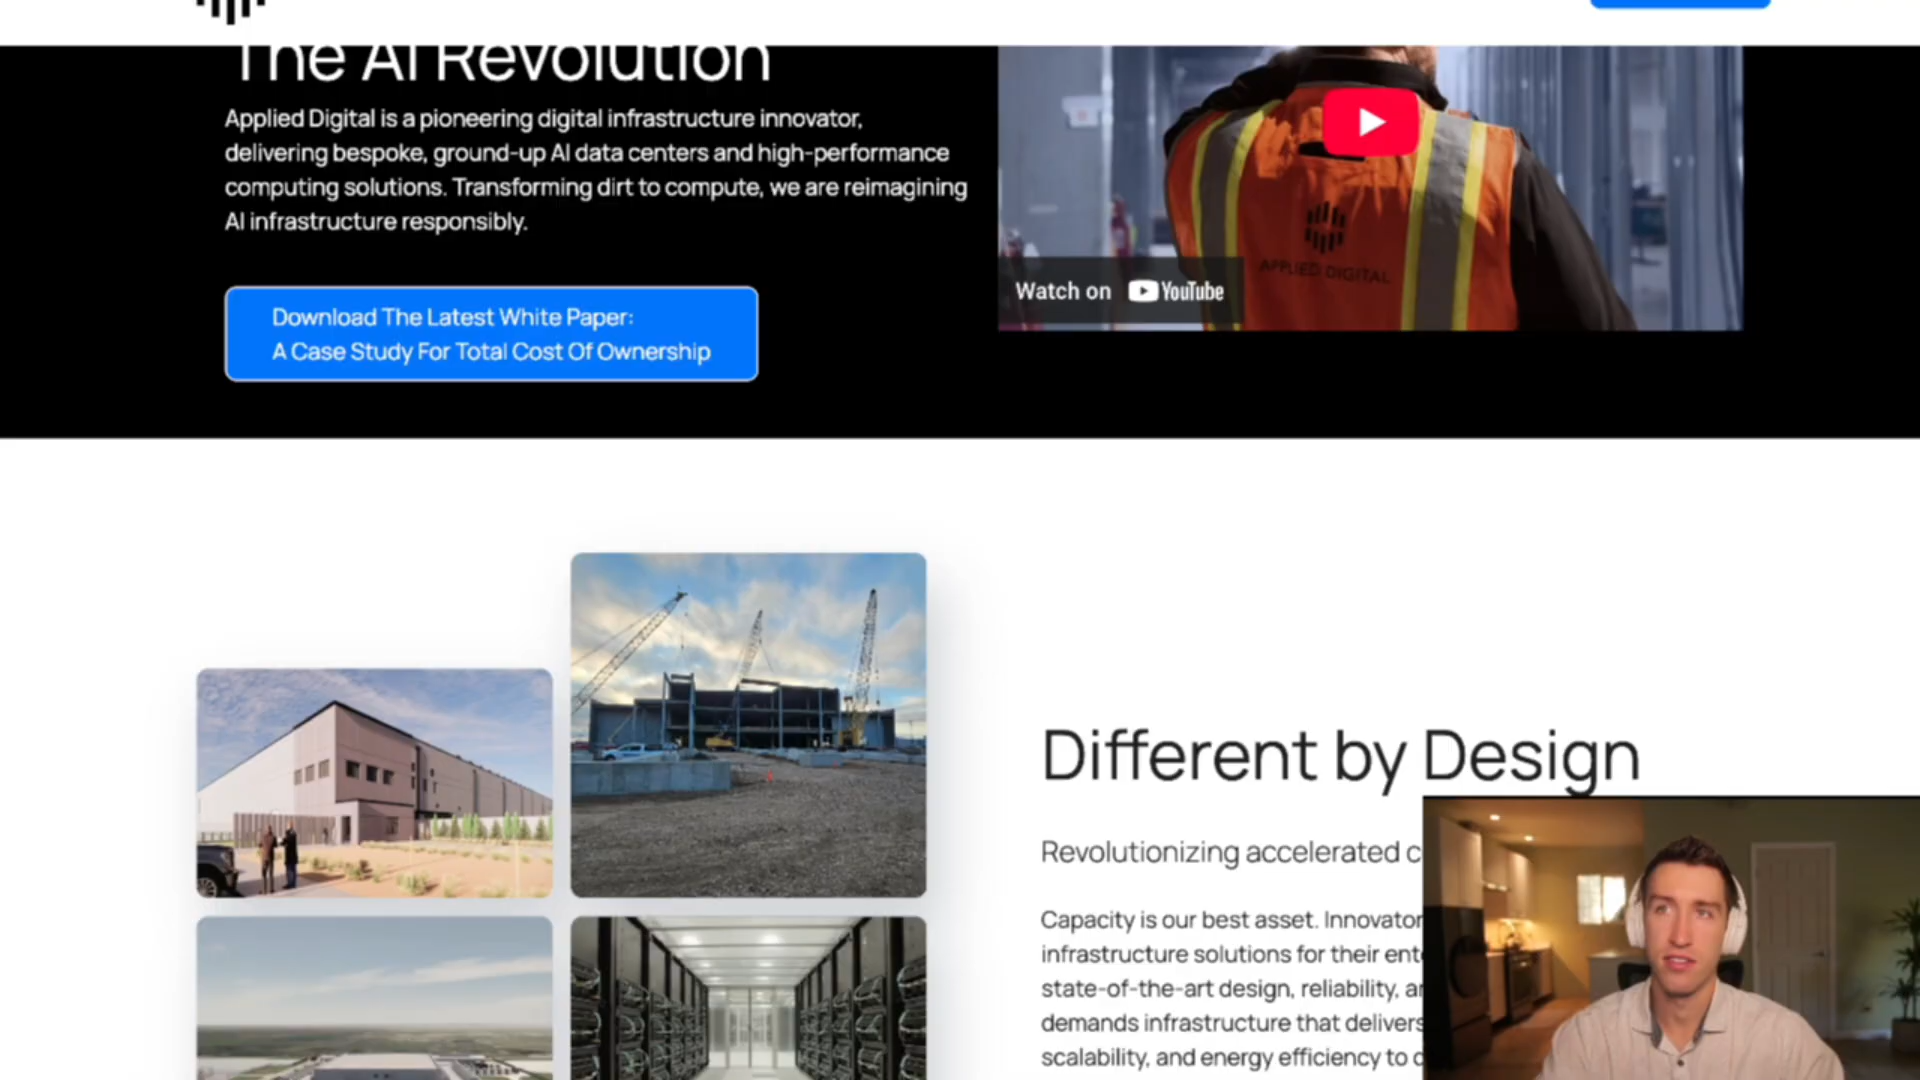 The AI Revolution
Applied Digital is a pioneering digital infrastructure innovator,
delivering bespoke, ground-up AI data centers and high-performance
computing solutions. Transforming dirt to compute, we are reimagining
AI infrastructure responsibly.
Download The Latest White Paper:
A Case Study For Total Cost Of Ownership
APPLIED DIGITAL
Watch on YouTube
Different by Design
Revolutionizing accelerated
Capacity is our best asset. Innovator
infrastructure solutions for their
state-of-the-art design, reliability,
demands infrastructure that delivers
scalability, and energy efficiency to